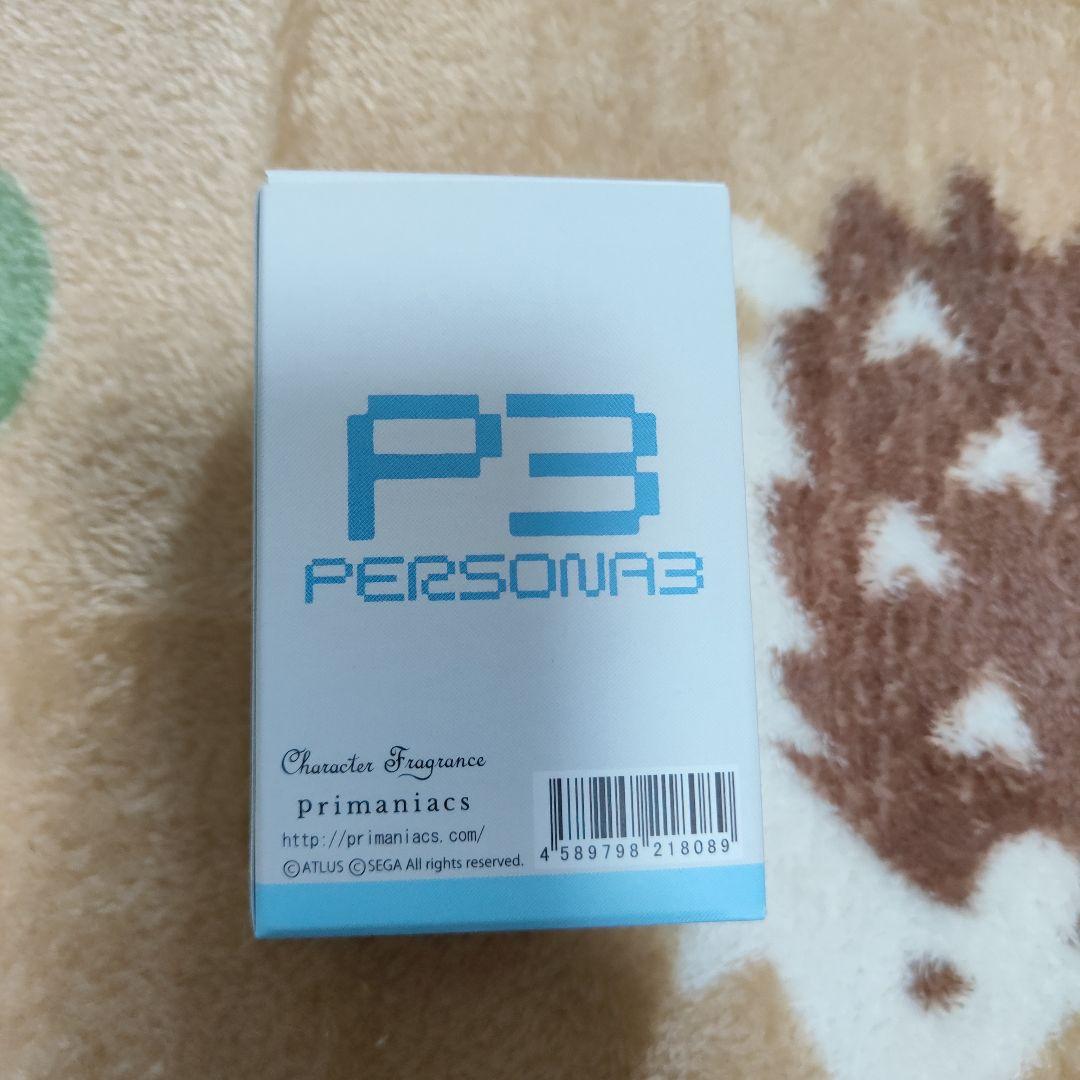 P3
PERSONA3
Character Fragrance
primaniacs
http://primaniacs.com/
©ATLUS ©SEGA All rights reserved.
4 589798 218089